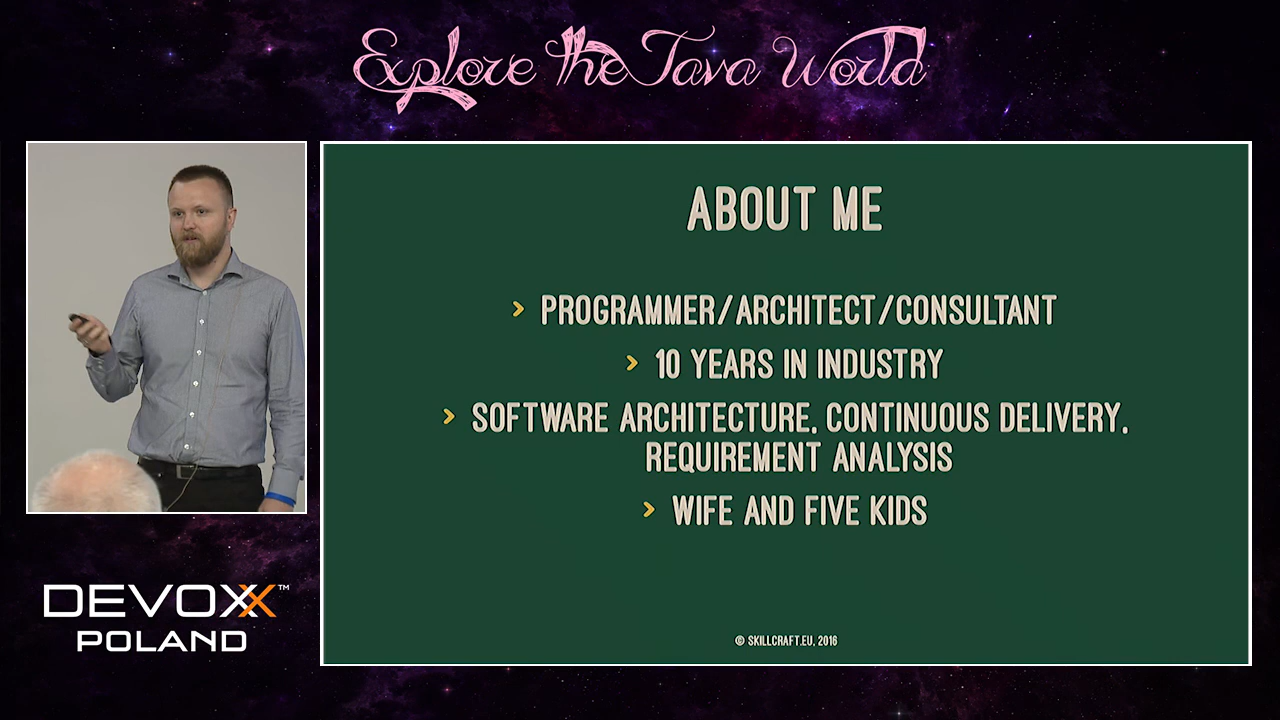 Explore the Java World
ABOUT ME
› PROGRAMMER/ARCHITECT/CONSULTANT
› 10 YEARS IN INDUSTRY
› SOFTWARE ARCHITECTURE, CONTINUOUS DELIVERY,
REQUIREMENT ANALYSIS
› WIFE AND FIVE KIDS
© SKILLCRAFT.EU, 2016
DEVOXX™
POLAND